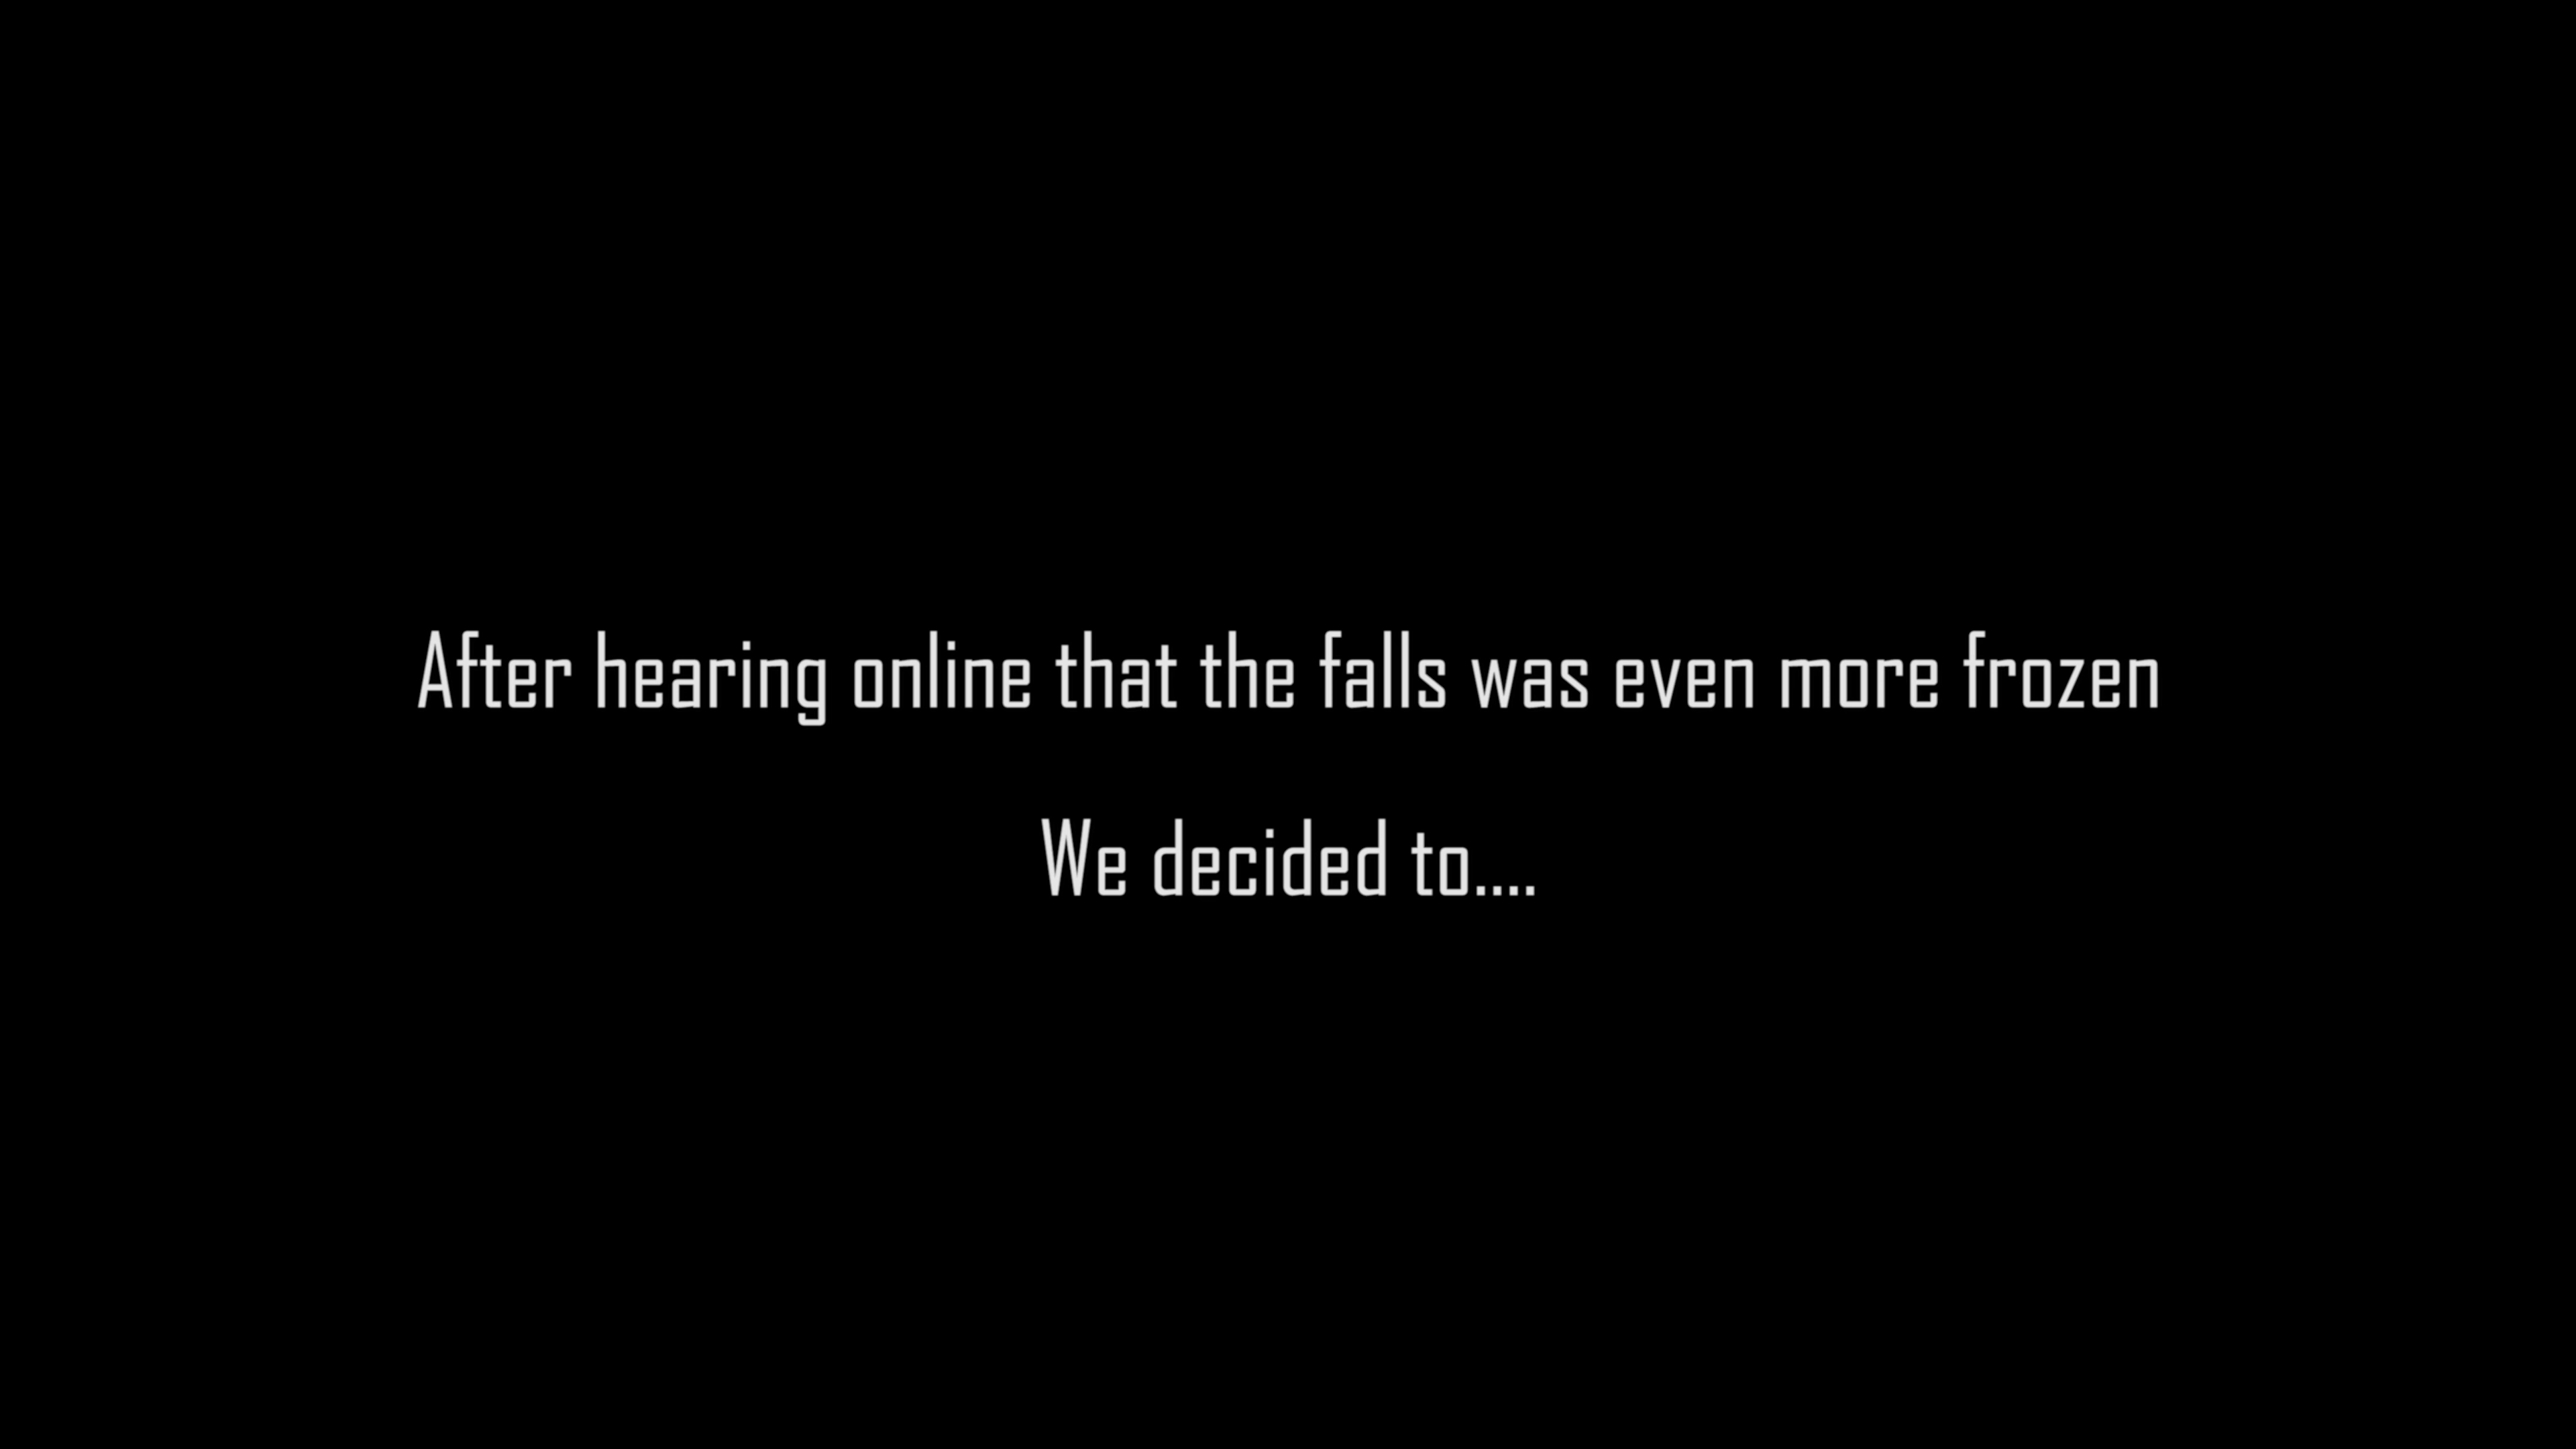 After hearing online that the falls was even more frozen
We decided to....